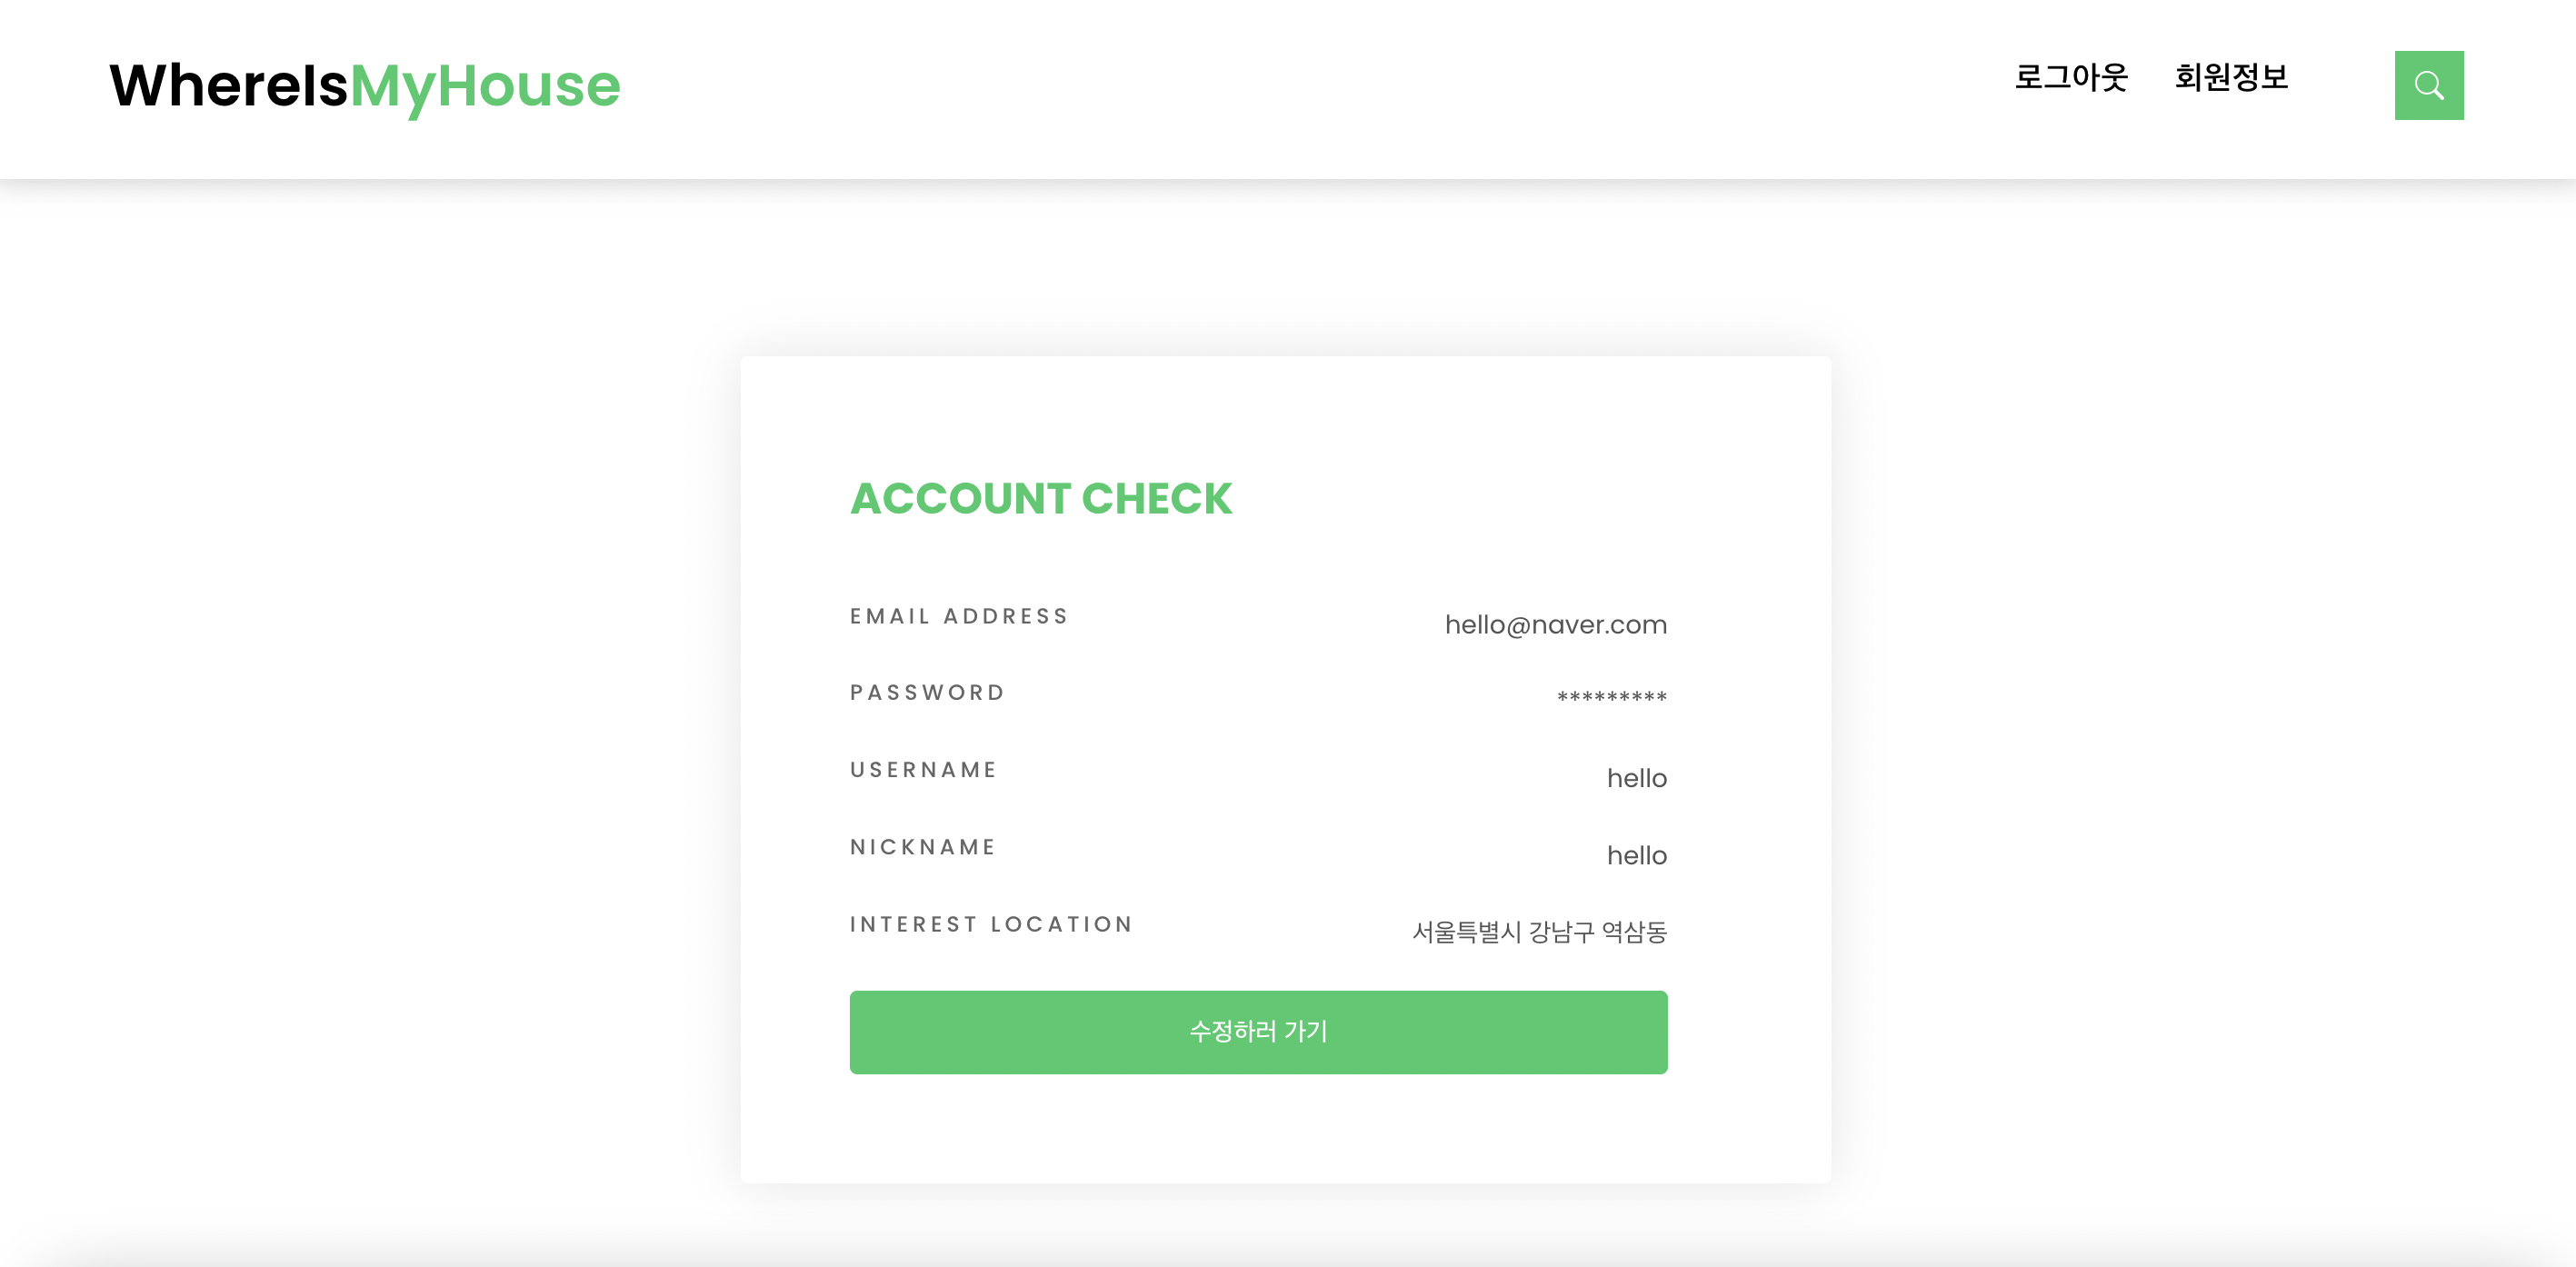 WhereIsMyHouse
로그아웃 회원정보
ACCOUNT CHECK
EMAIL ADDRESS hello@naver.com
PASSWORD *********
USERNAME hello
NICKNAME hello
INTEREST LOCATION 서울특별시 강남구 역삼동
수정하러 가기